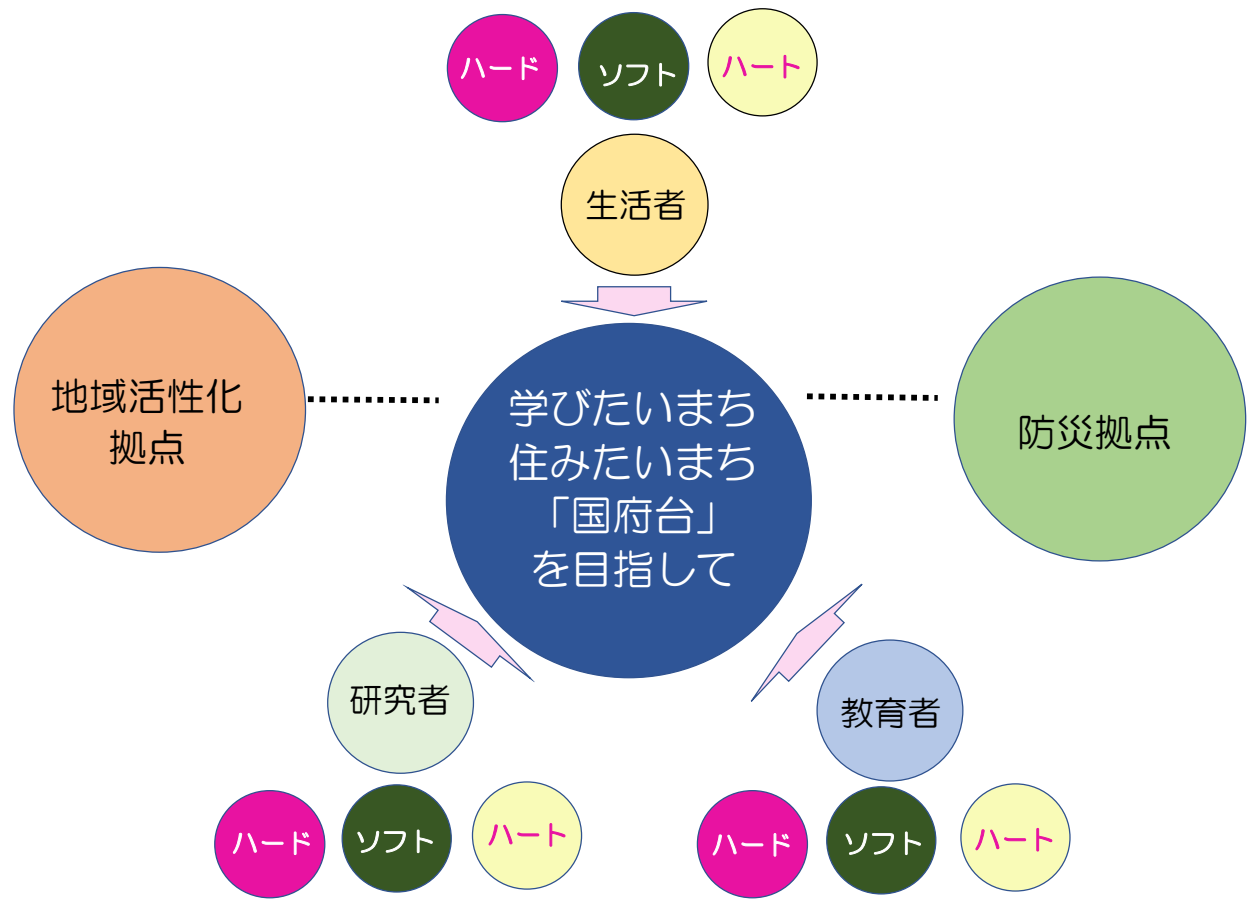 ハード
ソフト
ハート
生活者
地域活性化
拠点
学びたいまち
住みたいまち
「国府台」
を目指して
防災拠点
研究者
教育者
ハード
ソフト
ハート
ハード
ソフト
ハート